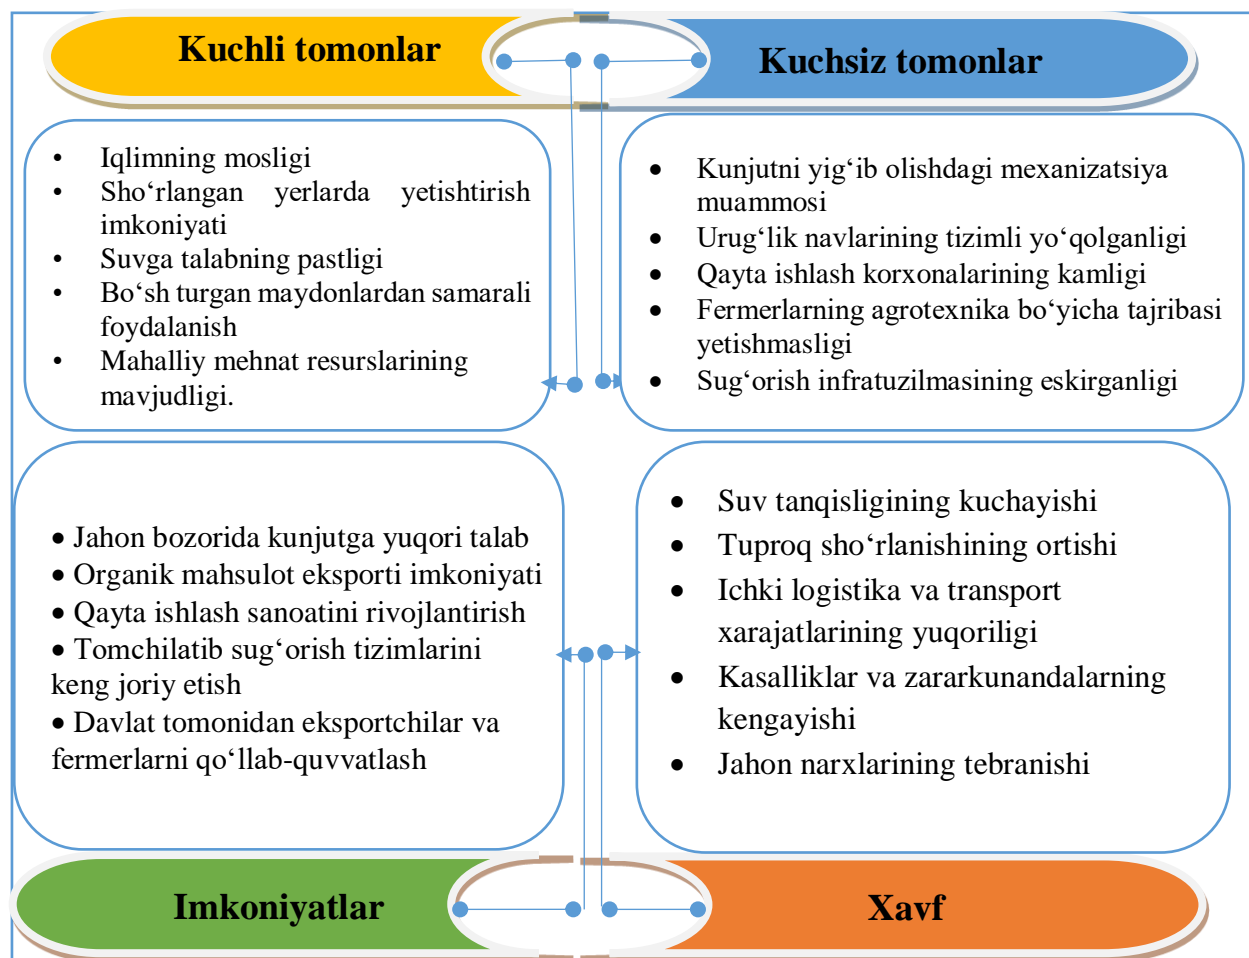 Kuchli tomonlar
Kuchsiz tomonlar
• Iqlimning mosligi
• Sho‘rlangan yerlarda yetishtirish
imkoniyati
• Suvga talabning pastligi
• Bo‘sh turgan maydonlardan samarali
foydalanish
• Mahalliy mehnat resurslarining
mavjudligi.
• Kunjutni yig‘ib olishdagi mexanizatsiya
muammosi
• Urug‘lik navlarining tizimli yo‘qolganligi
• Qayta ishlash korxonalarining kamligi
• Fermerlarning agrotexnika bo‘yicha tajribasi
yetishmasligi
• Sug‘orish infratuzilmasining eskirganligi
• Jahon bozorida kunjutga yuqori talab
• Organik mahsulot eksporti imkoniyati
• Qayta ishlash sanoatini rivojlantirish
• Tomchilatib sug‘orish tizimlarini
keng joriy etish
• Davlat tomonidan eksportchilar va
fermerlarni qo‘llab-quvvatlash
• Suv tanqisligining kuchayishi
• Tuproq sho‘rlanishining ortishi
• Ichki logistika va transport
xarajatlarining yuqoriligi
• Kasalliklar va zararkunandalarning
kengayishi
• Jahon narxlarining tebranishi
Imkoniyatlar
Xavf